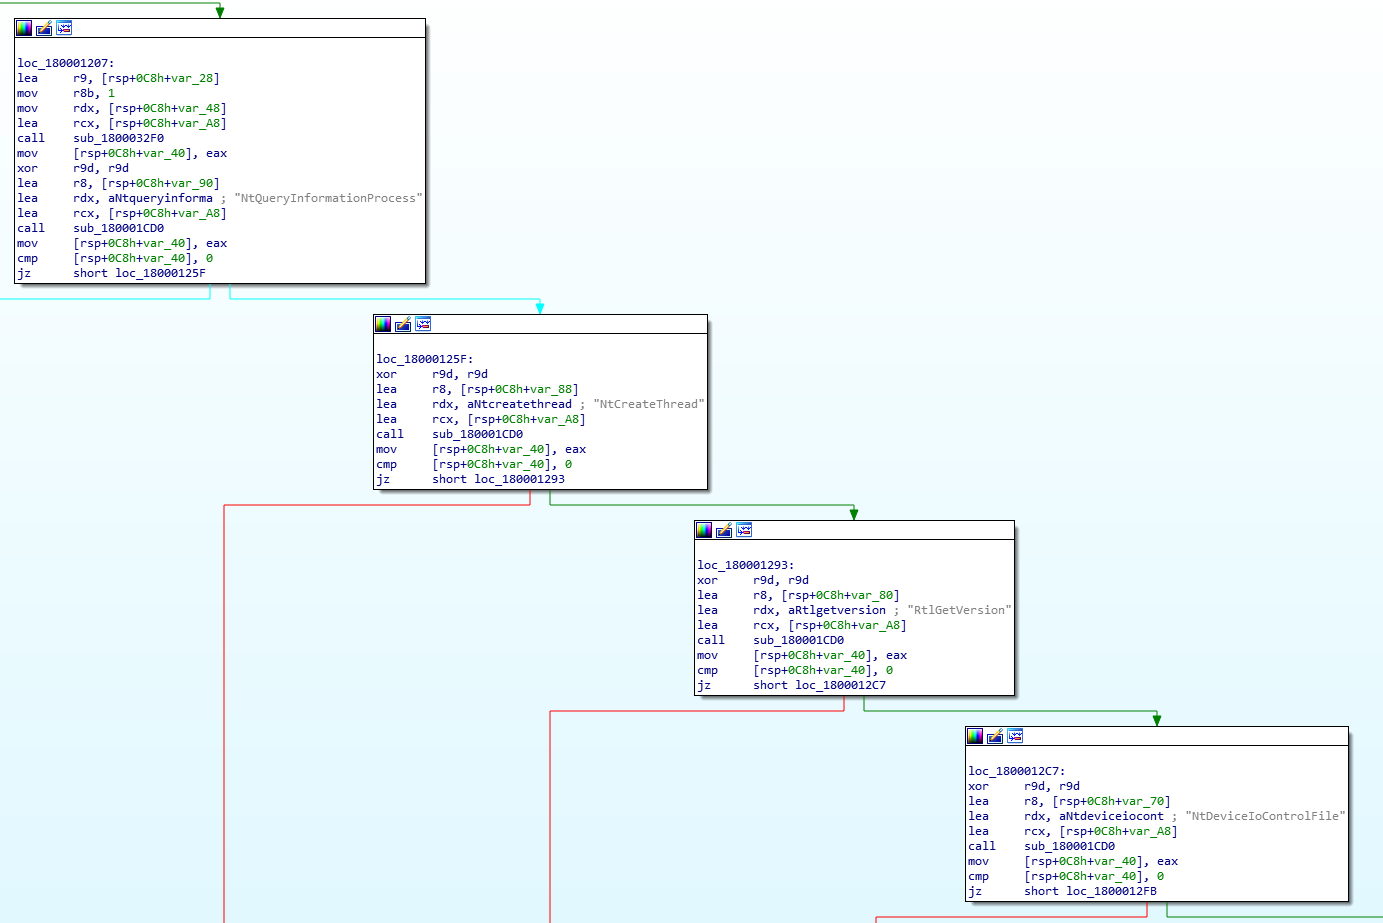 loc_180001207:
lea r9, [rsp+0C8h+var_28]
mov r8b, 1
mov rdx, [rsp+0C8h+var_48]
lea rcx, [rsp+0C8h+var_A8]
call sub_1800032F0
mov [rsp+0C8h+var_40], eax
xor r9d, r9d
lea r8, [rsp+0C8h+var_90]
lea rdx, aNtqueryinforma ; "NtQueryInformationProcess"
lea rcx, [rsp+0C8h+var_A8]
call sub_180001CD0
mov [rsp+0C8h+var_40], eax
cmp [rsp+0C8h+var_40], 0
jz short loc_18000125F
loc_18000125F:
xor r9d, r9d
lea r8, [rsp+0C8h+var_88]
lea rdx, aNtcreatethread ; "NtCreateThread"
lea rcx, [rsp+0C8h+var_A8]
call sub_180001CD0
mov [rsp+0C8h+var_40], eax
cmp [rsp+0C8h+var_40], 0
jz short loc_180001293
loc_180001293:
xor r9d, r9d
lea r8, [rsp+0C8h+var_80]
lea rdx, aRtlgetversion ; "RtlGetVersion"
lea rcx, [rsp+0C8h+var_A8]
call sub_180001CD0
mov [rsp+0C8h+var_40], eax
cmp [rsp+0C8h+var_40], 0
jz short loc_1800012C7
loc_1800012C7:
xor r9d, r9d
lea r8, [rsp+0C8h+var_70]
lea rdx, aNtdeviceiocont ; "NtDeviceIoControlFile"
lea rcx, [rsp+0C8h+var_A8]
call sub_180001CD0
mov [rsp+0C8h+var_40], eax
cmp [rsp+0C8h+var_40], 0
jz short loc_1800012FB